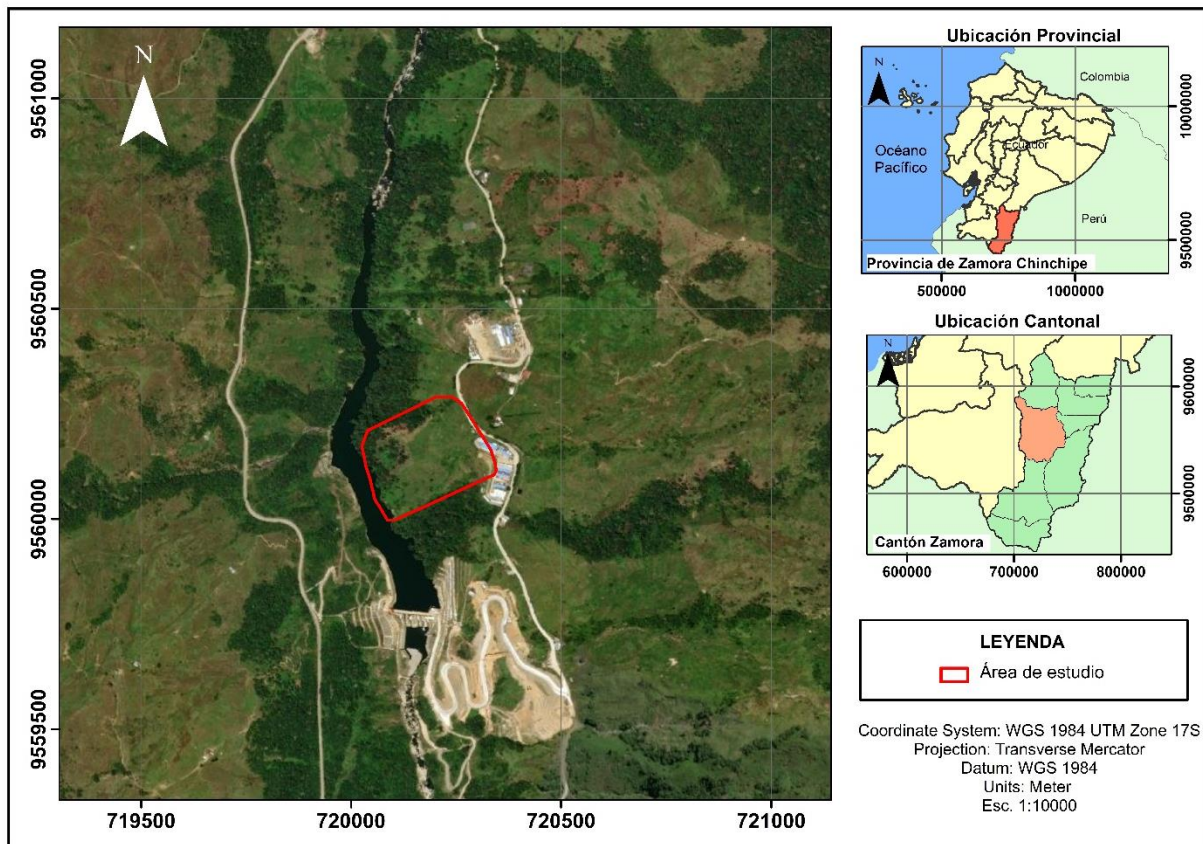 N
9561000
9560500
9560000
9559500
719500
720000
720500
721000
Ubicación Provincial
N
Colombia
Océano
Pacífico
Ecuador
Perú
Provincia de Zamora Chinchipe
1000000
9500000
500000
1000000
Ubicación Cantonal
N
Cantón Zamora
9600000
9500000
600000
700000
800000
LEYENDA
Área de estudio
Coordinate System: WGS 1984 UTM Zone 17S
Projection: Transverse Mercator
Datum: WGS 1984
Units: Meter
Esc. 1:10000